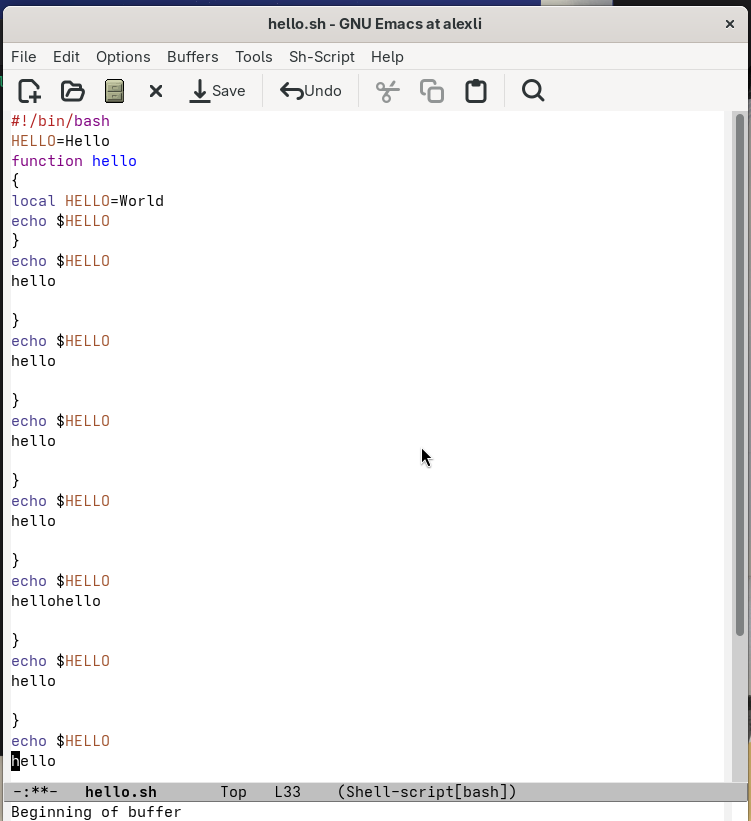 hello.sh - GNU Emacs at alexli
File Edit Options Buffers Tools Sh-Script Help
Save Undo
#!/bin/bash
HELLO=Hello
function hello
{
local HELLO=World
echo $HELLO
}
echo $HELLO
hello
}
echo $HELLO
hello
}
echo $HELLO
hello
}
echo $HELLO
hello
}
echo $HELLO
hellohello
}
echo $HELLO
hello
}
echo $HELLO
hello
-:**- hello.sh Top L33 (Shell-script[bash])
Beginning of buffer